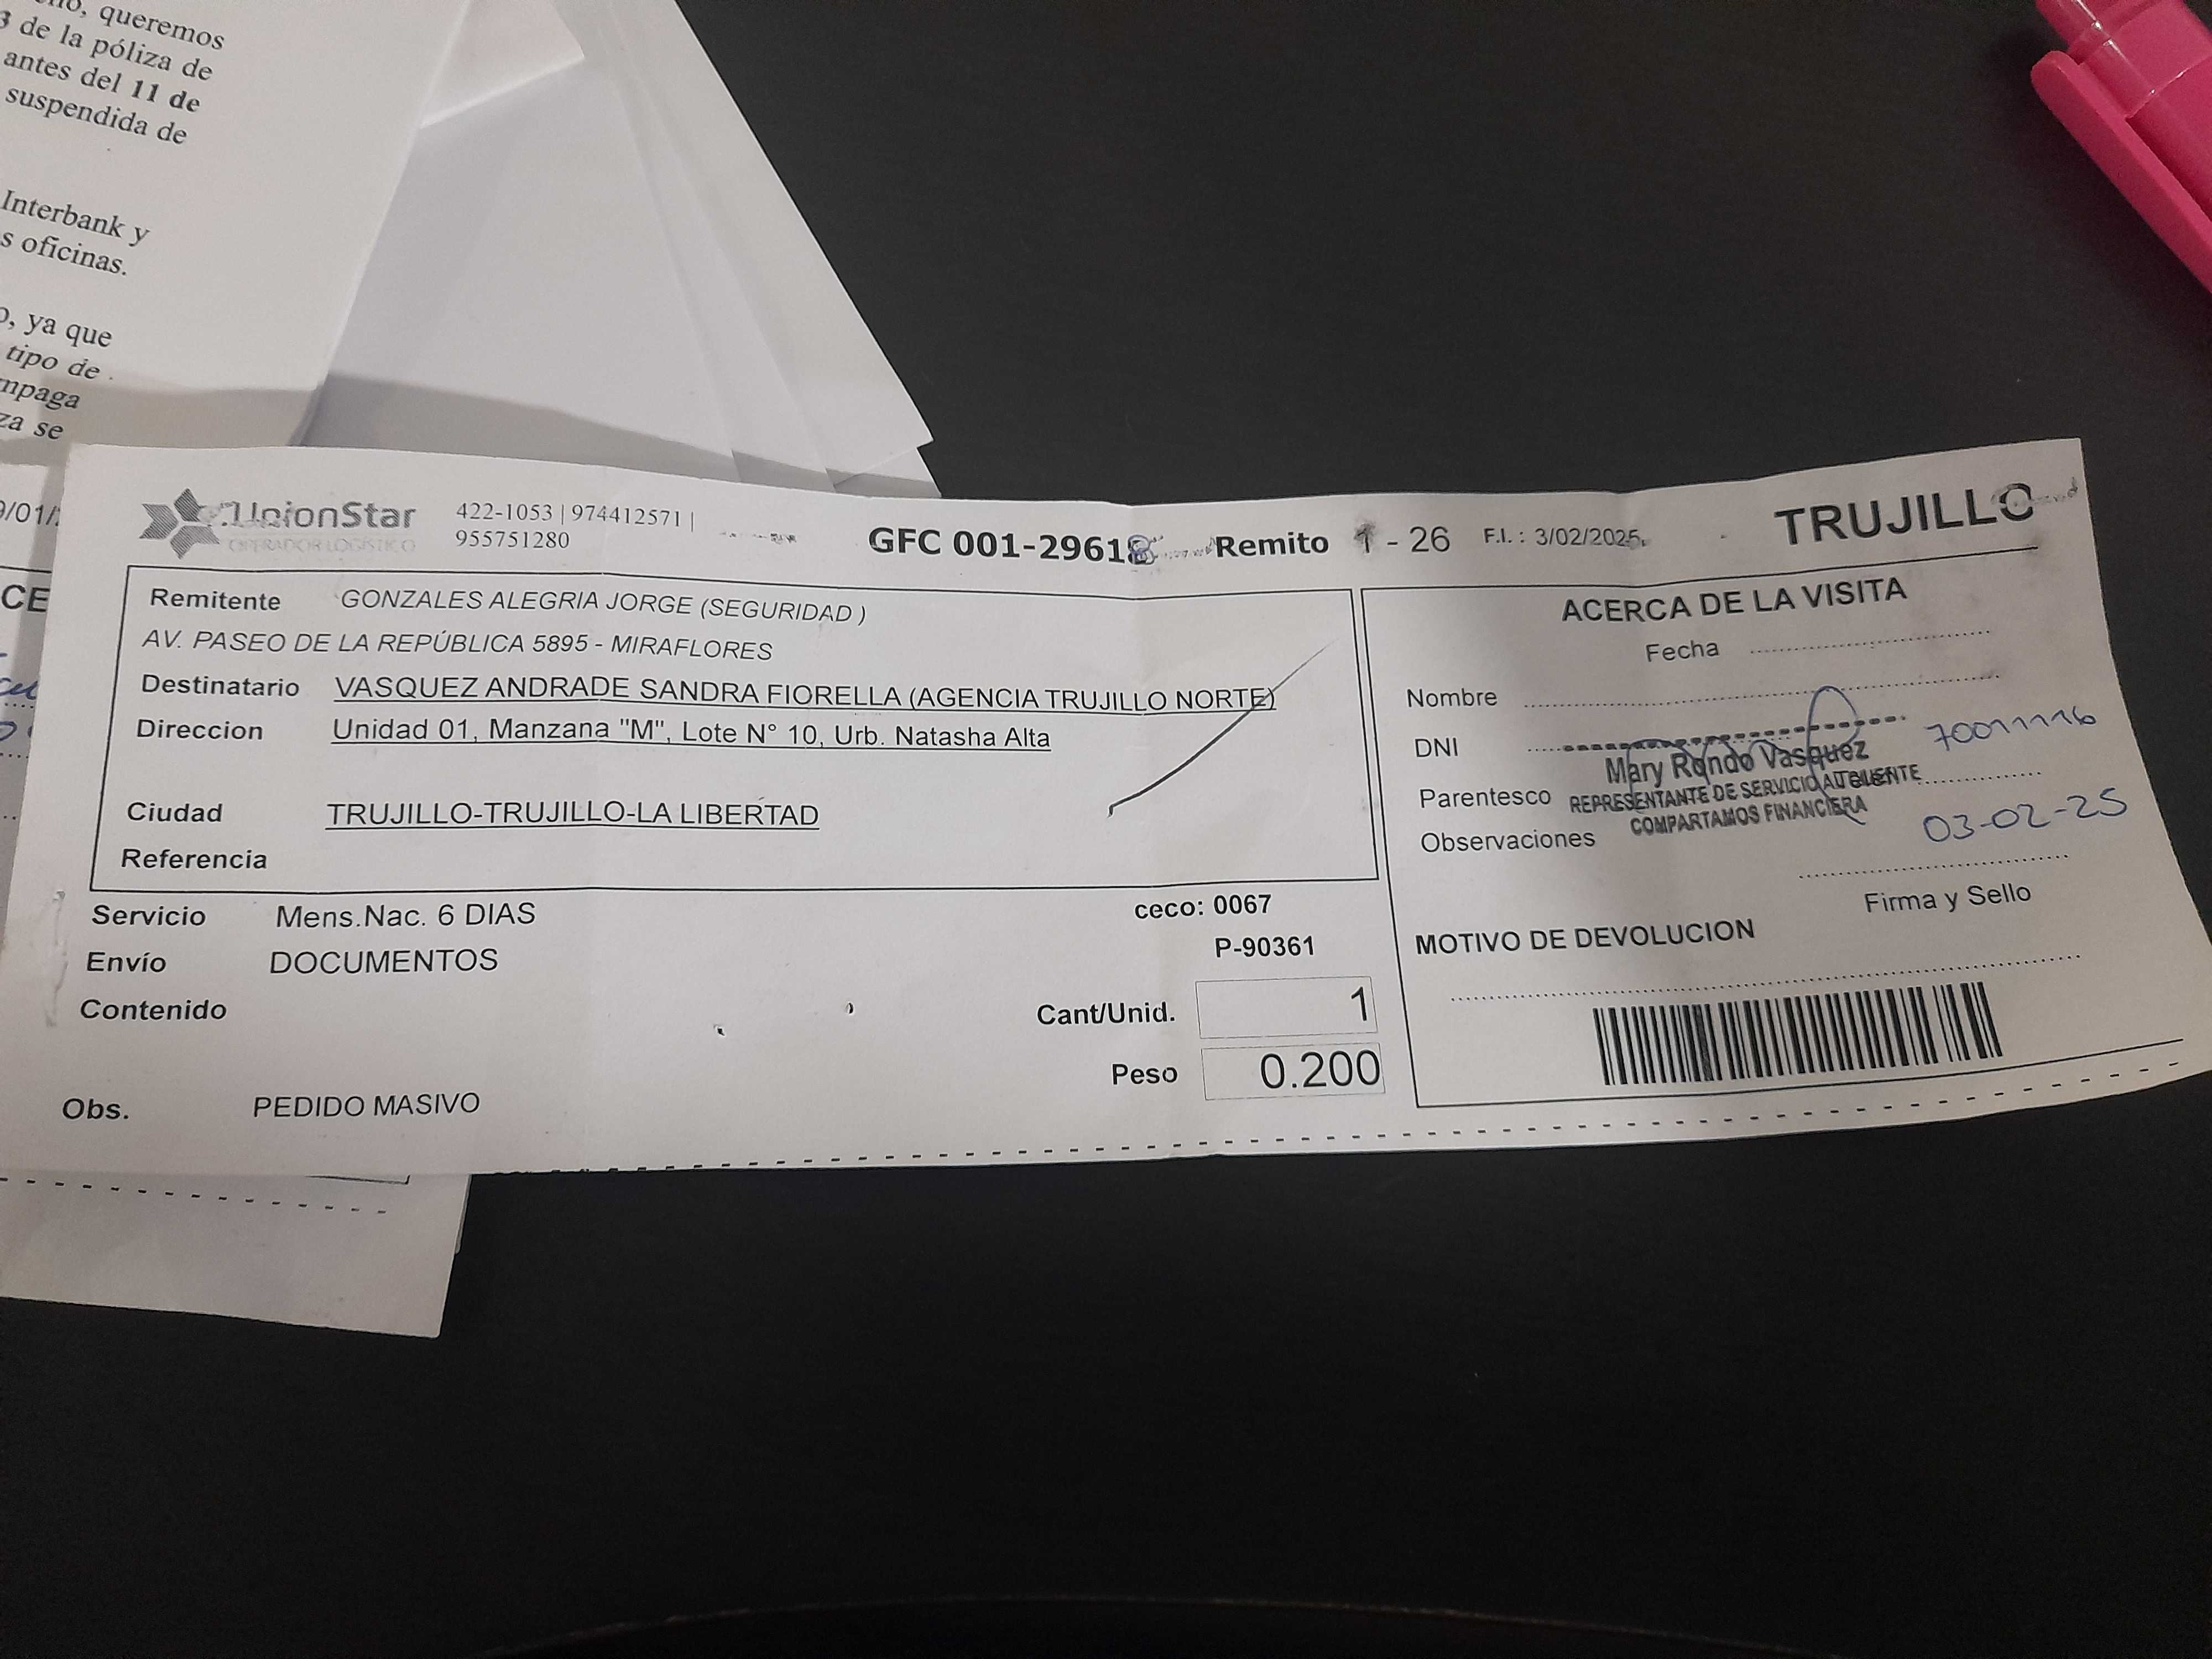 no, queremos
3 de la póliza de
antes del 11 de
suspendida de
Interbank y
s oficinas.
o, ya que
tipo de
mpaga
za se
9/01/
CE
UnionStar
OPERADOR LOGÍSTICO
422-1053 | 974412571 |
955751280
GFC 001-29618 Remito 1 - 26 F.I. : 3/02/2025
TRUJILLO
Remitente GONZALES ALEGRIA JORGE (SEGURIDAD )
AV. PASEO DE LA REPÚBLICA 5895 - MIRAFLORES
Destinatario VASQUEZ ANDRADE SANDRA FIORELLA (AGENCIA TRUJILLO NORTE)
Direccion Unidad 01, Manzana "M", Lote N° 10, Urb. Natasha Alta
Ciudad TRUJILLO-TRUJILLO-LA LIBERTAD
Referencia
Servicio Mens.Nac. 6 DIAS
ceco: 0067
Envío DOCUMENTOS
P-90361
Contenido
Cant/Unid. 1
Peso 0.200
Obs. PEDIDO MASIVO
ACERCA DE LA VISITA
Fecha
Nombre
DNI
70011116
Mary Rondo Vasquez
Parentesco
REPRESENTANTE DE SERVICIO AL CLIENTE
COMPARTAMOS FINANCIERA
Observaciones
03-02-25
Firma y Sello
MOTIVO DE DEVOLUCION